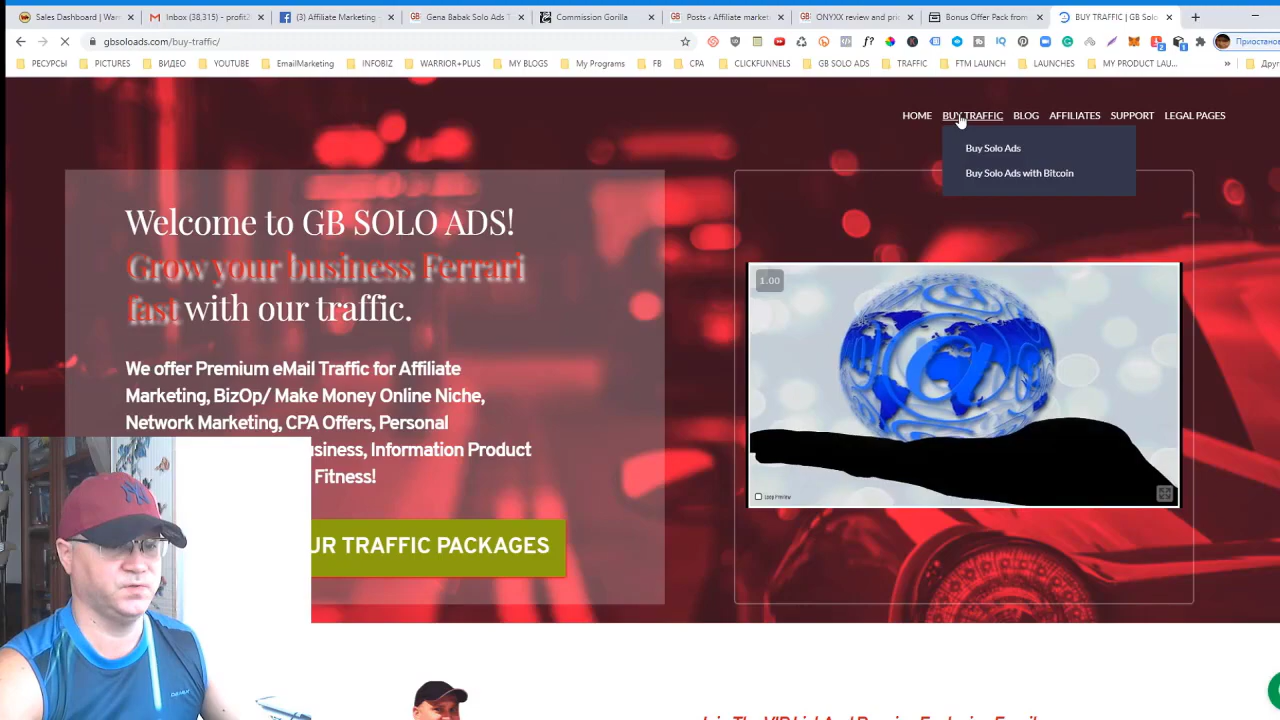 Sales Dashboard | War
Inbox (38,315) - profit2
(3) Affiliate Marketing -
Gena Babak Solo Ads T
Commission Gorilla
Posts ‹ Affiliate market
ONYXX review and pri
Bonus Offer Pack from
BUY TRAFFIC | GB Solo
gbsoloads.com/buy-traffic/
Приостанов
РЕСУРСЫ
PICTURES
ВИДЕО
YOUTUBE
EmailMarketing
INFOBIZ
WARRIOR+PLUS
MY BLOGS
My Programs
FB
CPA
CLICKFUNNELS
GB SOLO ADS
TRAFFIC
FTM LAUNCH
LAUNCHES
MY PRODUCT LAU...
Друг
HOME
BUY TRAFFIC
BLOG
AFFILIATES
SUPPORT
LEGAL PAGES
Buy Solo Ads
Buy Solo Ads with Bitcoin
Welcome to GB SOLO ADS!
Grow your business Ferrari
fast with our traffic.
We offer Premium eMail Traffic for Affiliate
Marketing, BizOp/ Make Money Online Niche,
Network Marketing, CPA Offers, Personal
usiness, Information Product
Fitness!
UR TRAFFIC PACKAGES
1.00
Loop Preview